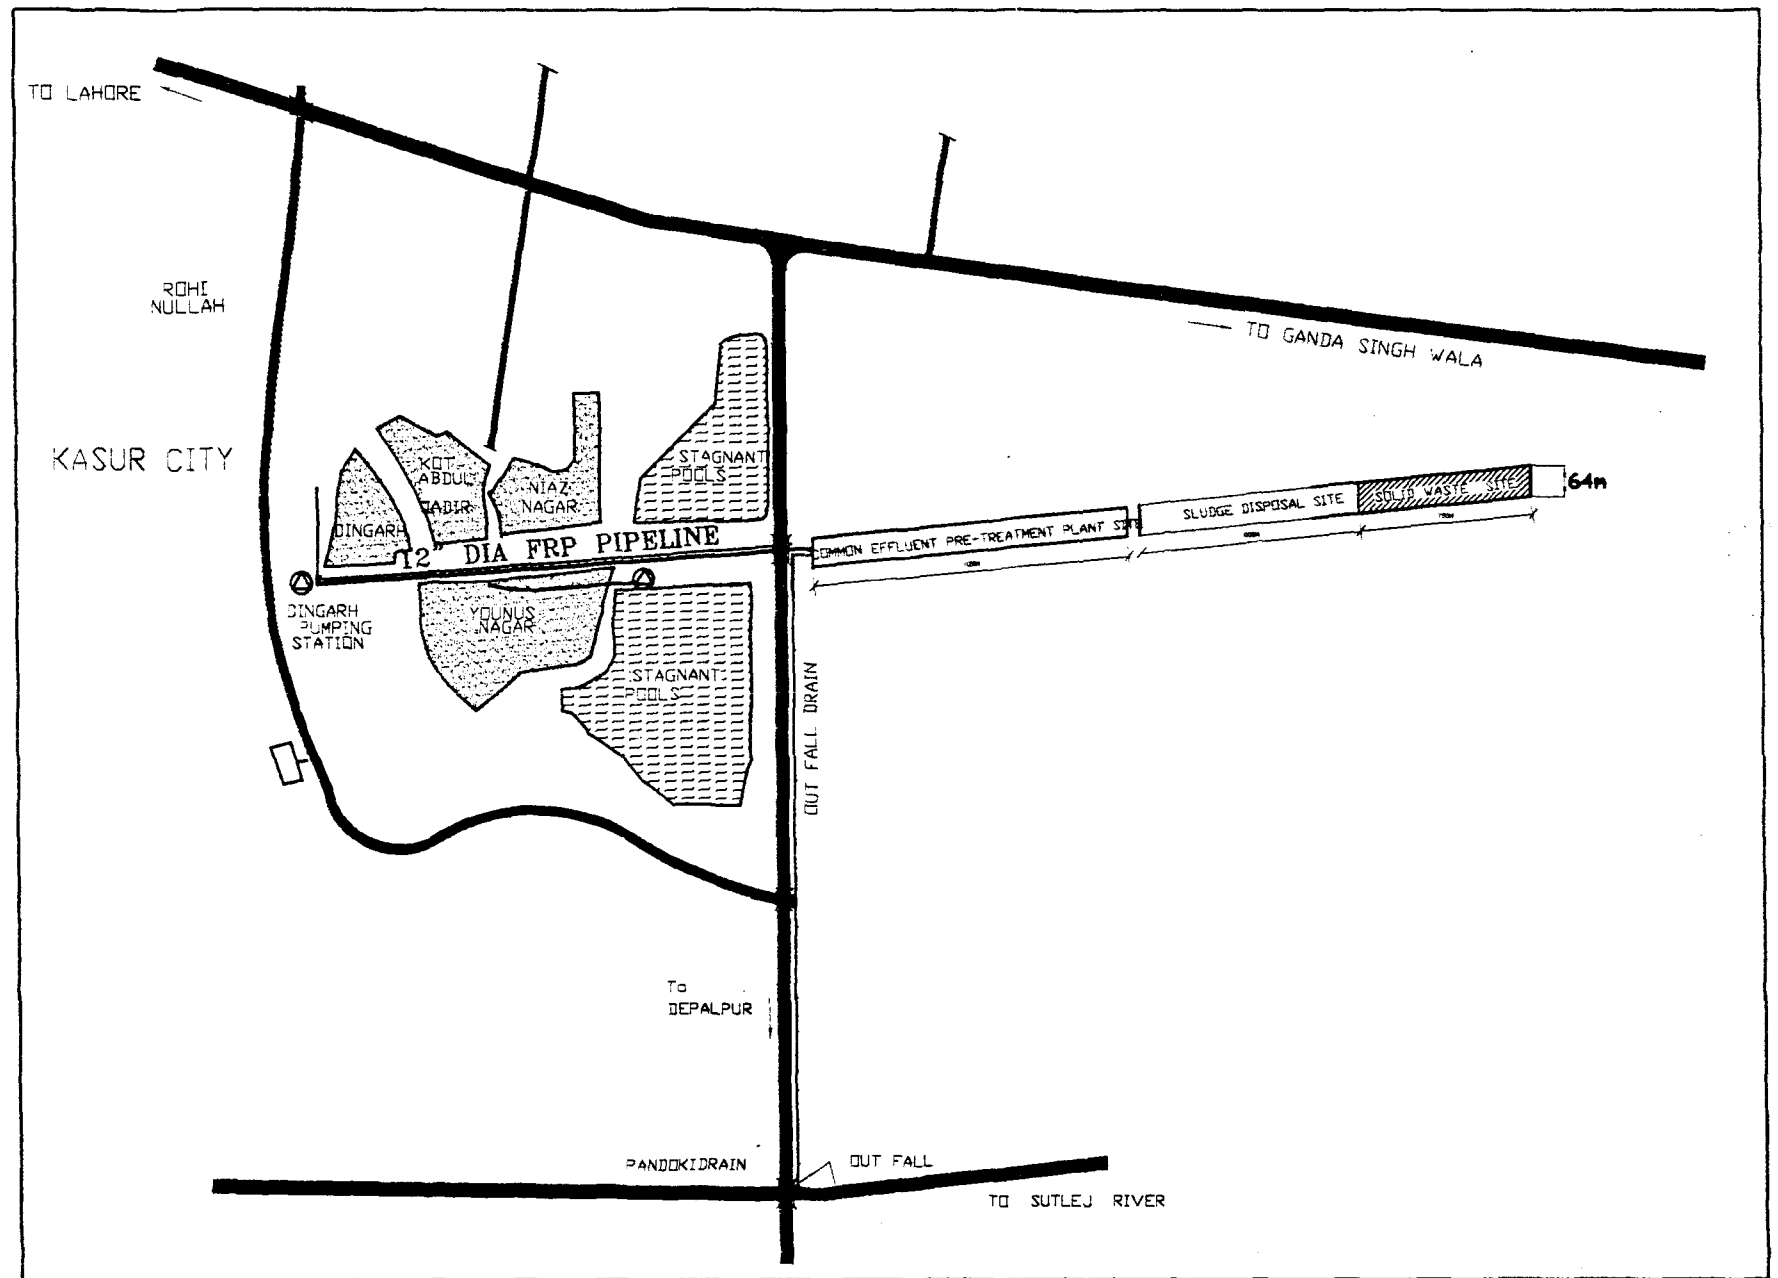 TO LAHORE
ROHI
NULLAH
TO GANDA SINGH WALA
KASUR CITY
STAGNANT
POOLS
KOT
ABDUL
QADIR
NIAZ
NAGAR
DINGARH
12" DIA FRP PIPELINE
COMMON EFFLUENT PRE-TREATMENT PLANT SITE
SLUDGE DISPOSAL SITE
SOLID WASTE SITE
64m
DINGARH
PUMPING
STATION
YOUNUS
NAGAR
STAGNANT
POOLS
OUT FALL DRAIN
To
DEPALPUR
PANDOKIDRAIN
OUT FALL
TO SUTLEJ RIVER